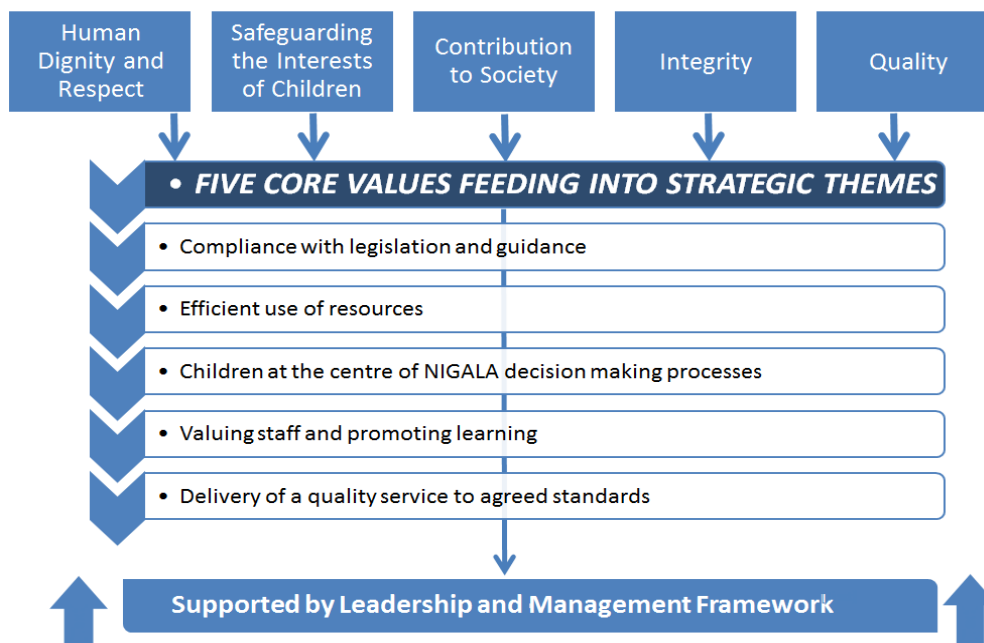 Human
Dignity and
Respect
Safeguarding
the Interests
of Children
Contribution
to Society
Integrity
Quality
• FIVE CORE VALUES FEEDING INTO STRATEGIC THEMES
• Compliance with legislation and guidance
• Efficient use of resources
• Children at the centre of NIGALA decision making processes
• Valuing staff and promoting learning
• Delivery of a quality service to agreed standards
Supported by Leadership and Management Framework